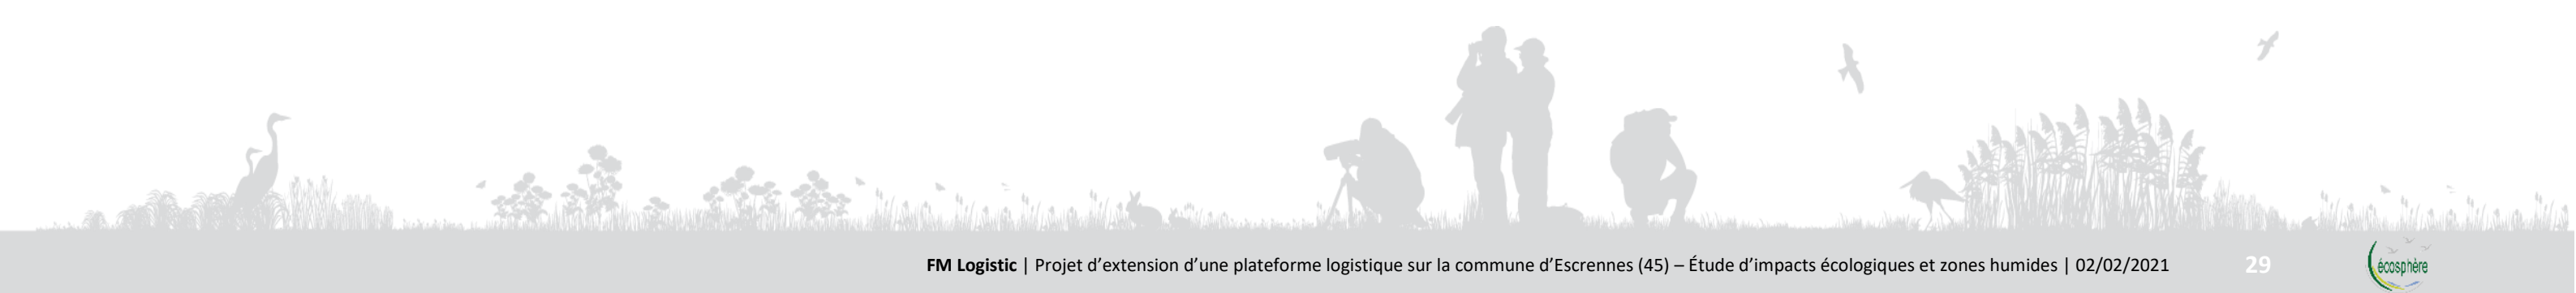 FM Logistic | Projet d’extension d’une plateforme logistique sur la commune d’Escrennes (45) – Étude d’impacts écologiques et zones humides | 02/02/2021 29 écosphère